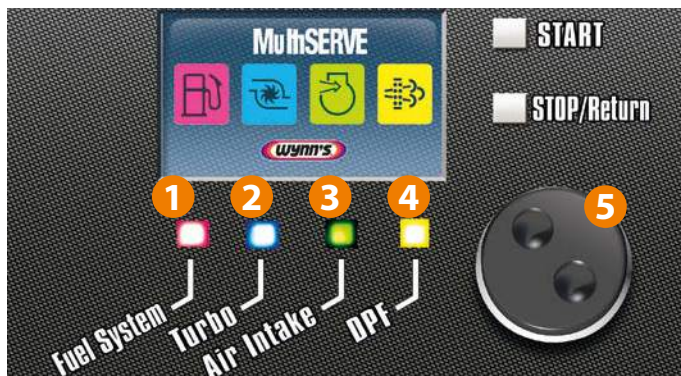 MultiSERVE
START
STOP/Return
wynn's
1 2 3 4
5
Fuel System
Turbo
Air Intake
DPF